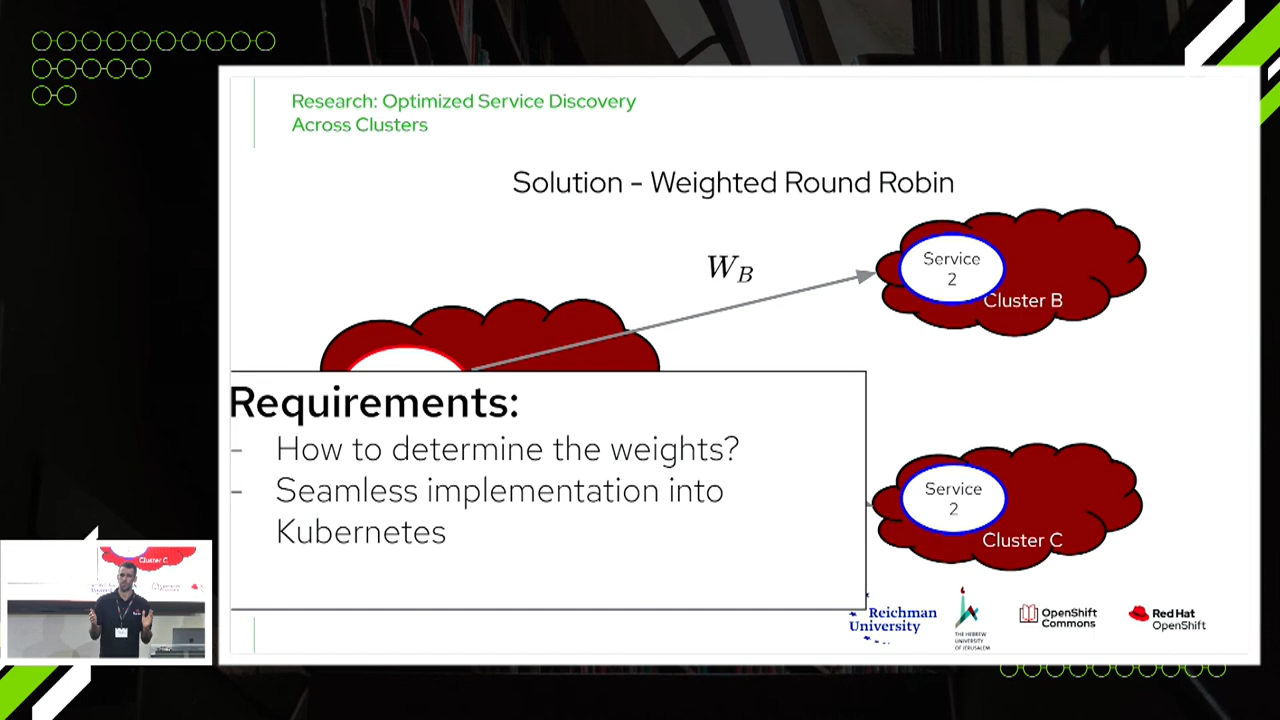 Research: Optimized Service Discovery
Across Clusters
Solution - Weighted Round Robin
W_B
Service
2
Cluster B
Requirements:
- How to determine the weights?
- Seamless implementation into
Kubernetes
Service
2
Cluster C
Reichman
University
THE HEBREW
UNIVERSITY
OF JERUSALEM
OpenShift
Commons
Red Hat
OpenShift
Cluster C